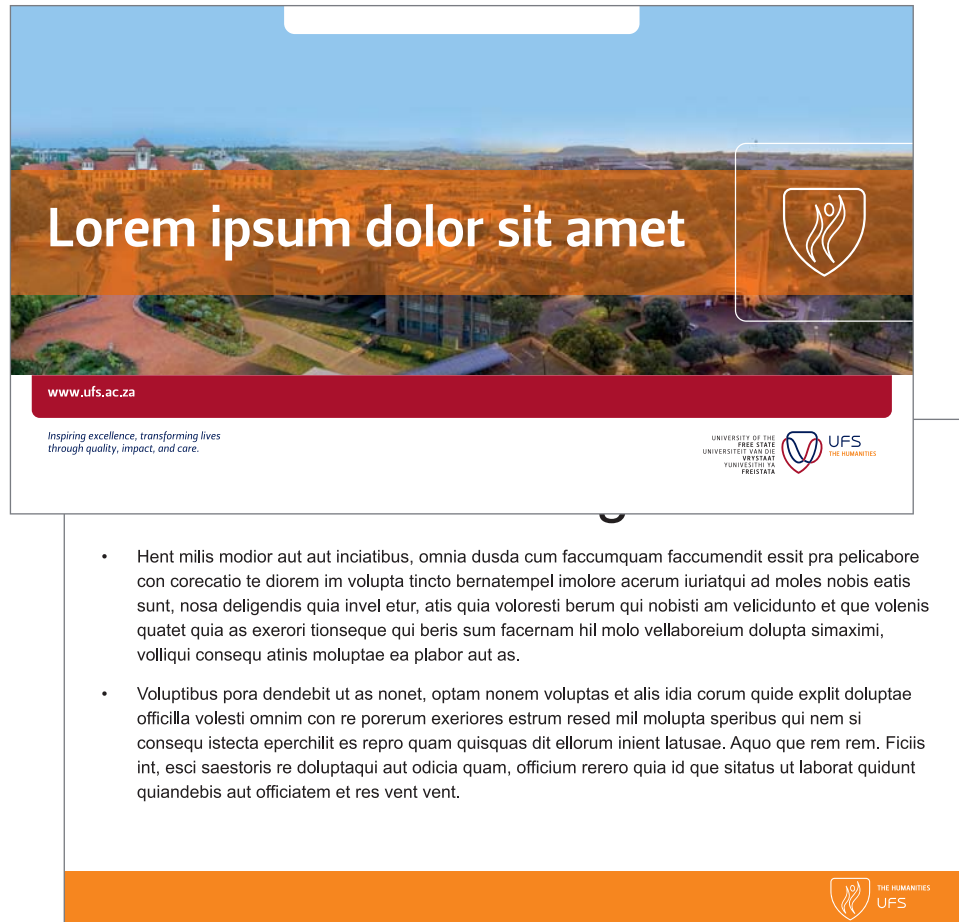 Lorem ipsum dolor sit amet
www.ufs.ac.za
Inspiring excellence, transforming lives
through quality, impact, and care.
UNIVERSITY OF THE
FREE STATE
UNIVERSITEIT VAN DIE
VRYSTAAT
YUNIVESITHI YA
FREISTATA
UFS
THE HUMANITIES
• Hent milis modior aut aut inciatibus, omnia dusda cum faccumquam faccumendit essit pra pelicabore
con corecatio te diorem im volupta tincto bernatempel imolore acerum iuriatqui ad moles nobis eatis
sunt, nosa deligendis quia invel etur, atis quia voloresti berum qui nobisti am velicidunto et que volenis
quatet quia as exerori tionseque qui beris sum facernam hil molo vellaboreium dolupta simaximi,
volliqui consequ atinis moluptae ea plabor aut as.
• Voluptibus pora dendebit ut as nonet, optam nonem voluptas et alis idia corum quide explit doluptae
officilla volesti omnim con re porerum exeriores estrum resed mil molupta speribus qui nem si
consequ istecta eperchilit es repro quam quisquas dit ellorum inient latusae. Aquo que rem rem. Ficiis
int, esci saestoris re doluptaqui aut odicia quam, officium rerero quia id que sitatus ut laborat quidunt
quiandebis aut officiatem et res vent vent.
THE HUMANITIES
UFS